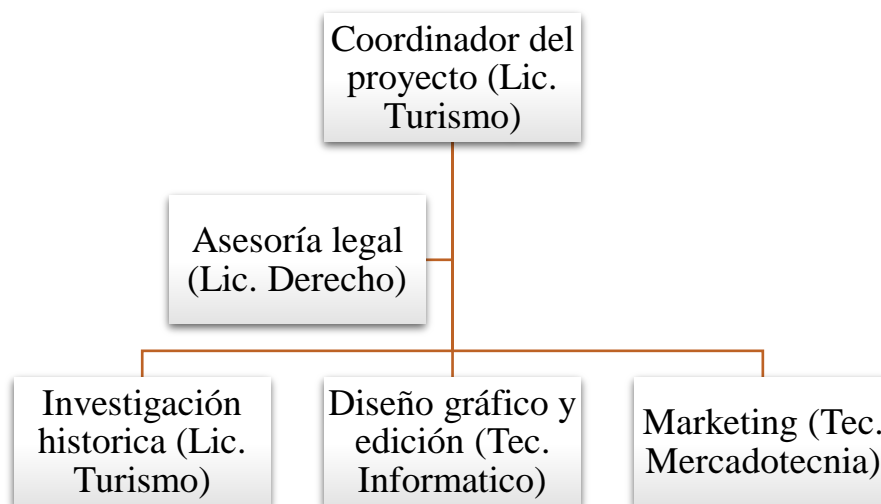 Coordinador del
proyecto (Lic.
Turismo)
Asesoría legal
(Lic. Derecho)
Investigación
historica (Lic.
Turismo)
Diseño gráfico y
edición (Tec.
Informatico)
Marketing (Tec.
Mercadotecnia)